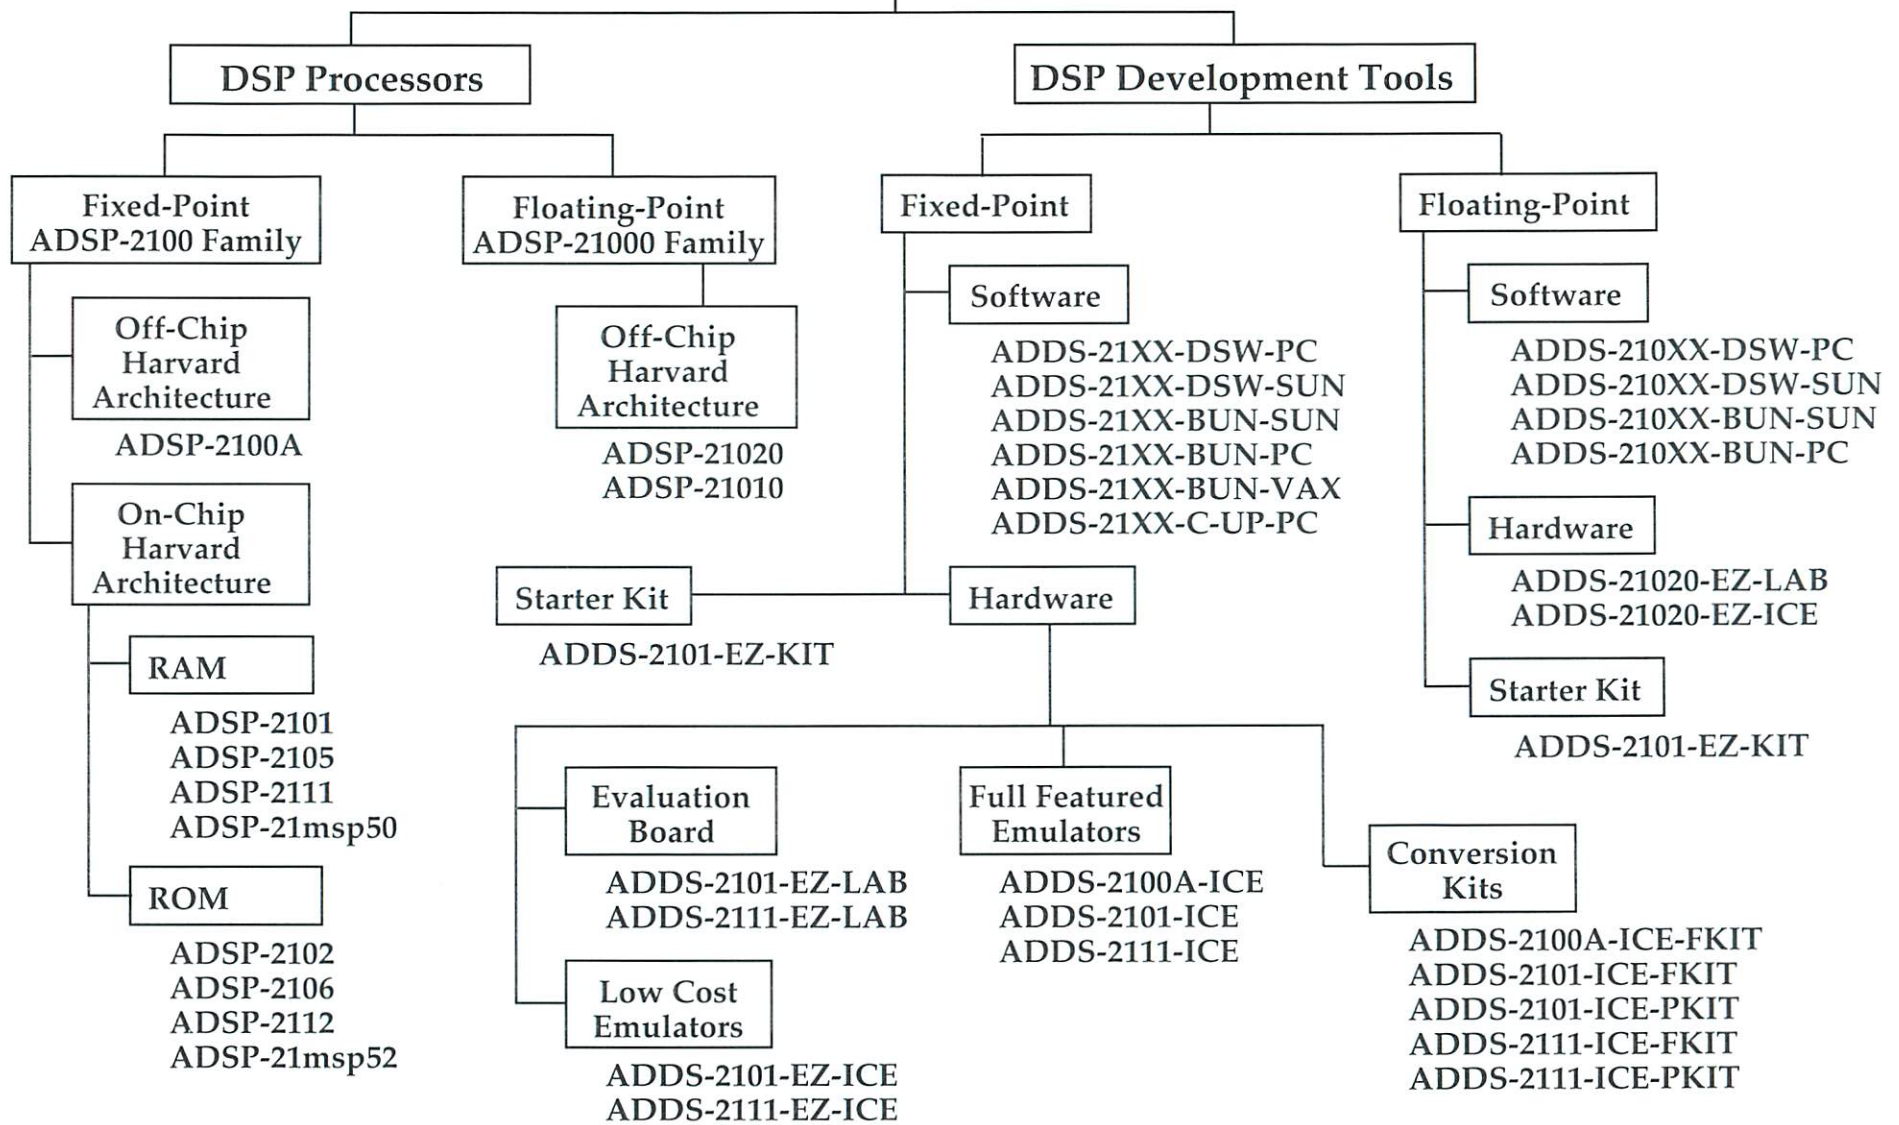 DSP Processors
Fixed-Point
ADSP-2100 Family
Off-Chip
Harvard
Architecture
ADSP-2100A
On-Chip
Harvard
Architecture
RAM
ADSP-2101
ADSP-2105
ADSP-2111
ADSP-21msp50
ROM
ADSP-2102
ADSP-2106
ADSP-2112
ADSP-21msp52
Floating-Point
ADSP-21000 Family
Off-Chip
Harvard
Architecture
ADSP-21020
ADSP-21010
DSP Development Tools
Fixed-Point
Software
ADDS-21XX-DSW-PC
ADDS-21XX-DSW-SUN
ADDS-21XX-BUN-SUN
ADDS-21XX-BUN-PC
ADDS-21XX-BUN-VAX
ADDS-21XX-C-UP-PC
Starter Kit
ADDS-2101-EZ-KIT
Hardware
Evaluation
Board
ADDS-2101-EZ-LAB
ADDS-2111-EZ-LAB
Low Cost
Emulators
ADDS-2101-EZ-ICE
ADDS-2111-EZ-ICE
Full Featured
Emulators
ADDS-2100A-ICE
ADDS-2101-ICE
ADDS-2111-ICE
Conversion
Kits
ADDS-2100A-ICE-FKIT
ADDS-2101-ICE-FKIT
ADDS-2101-ICE-PKIT
ADDS-2111-ICE-FKIT
ADDS-2111-ICE-PKIT
Floating-Point
Software
ADDS-210XX-DSW-PC
ADDS-210XX-DSW-SUN
ADDS-210XX-BUN-SUN
ADDS-210XX-BUN-PC
Hardware
ADDS-21020-EZ-LAB
ADDS-21020-EZ-ICE
Starter Kit
ADDS-2101-EZ-KIT